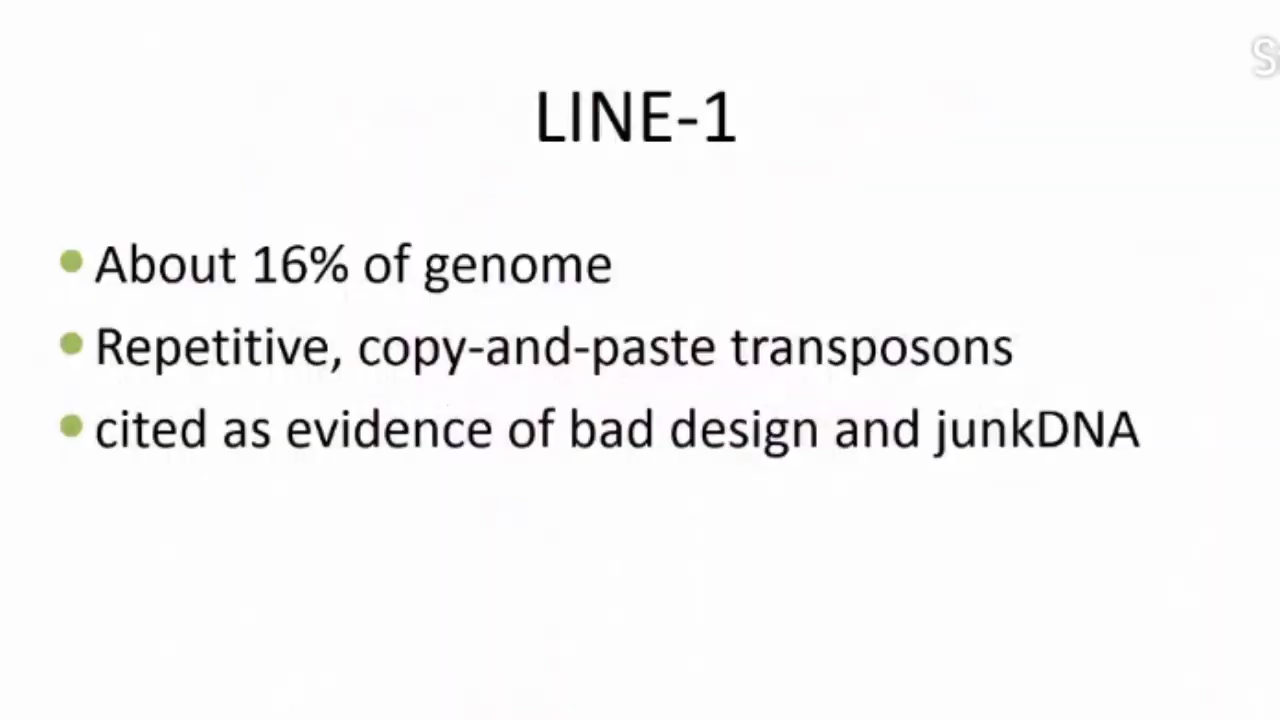 LINE-1
• About 16% of genome
• Repetitive, copy-and-paste transposons
• cited as evidence of bad design and junkDNA